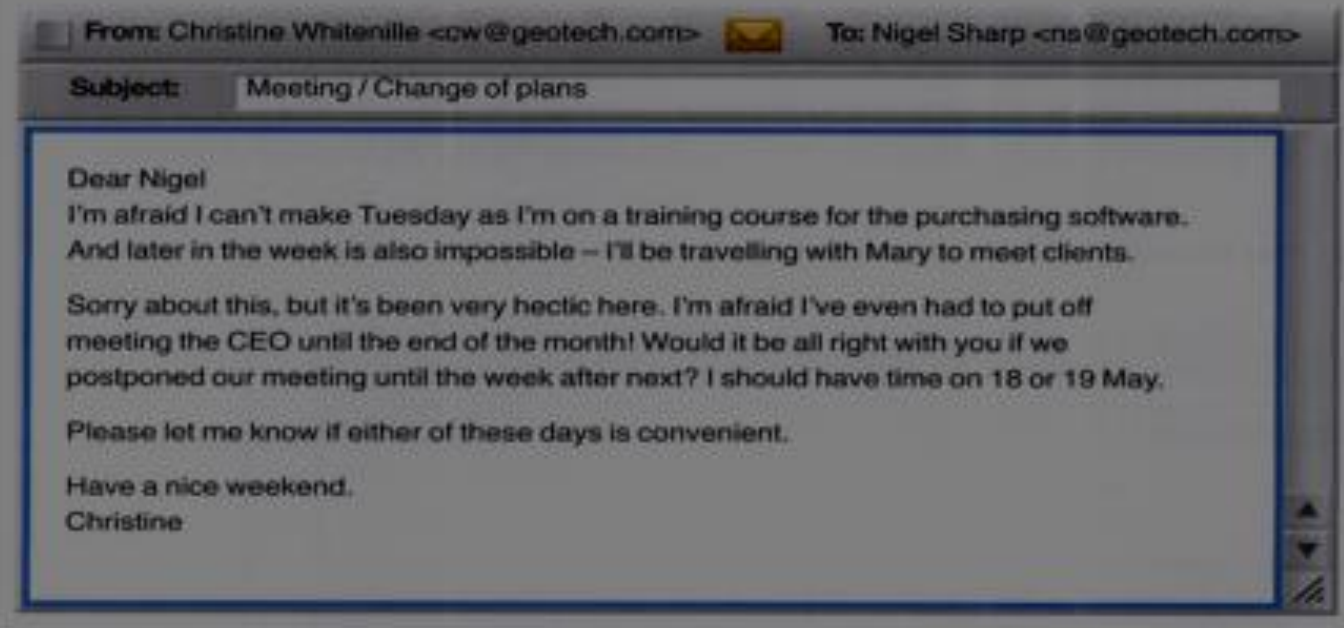 From: Christine Whitenille <cw@geotech.com> To: Nigel Sharp <ns@geotech.com>
Subject: Meeting / Change of plans
Dear Nigel
I'm afraid I can't make Tuesday as I'm on a training course for the purchasing software.
And later in the week is also impossible – I'll be travelling with Mary to meet clients.
Sorry about this, but it's been very hectic here. I'm afraid I've even had to put off
meeting the CEO until the end of the month! Would it be all right with you if we
postponed our meeting until the week after next? I should have time on 18 or 19 May.
Please let me know if either of these days is convenient.
Have a nice weekend.
Christine